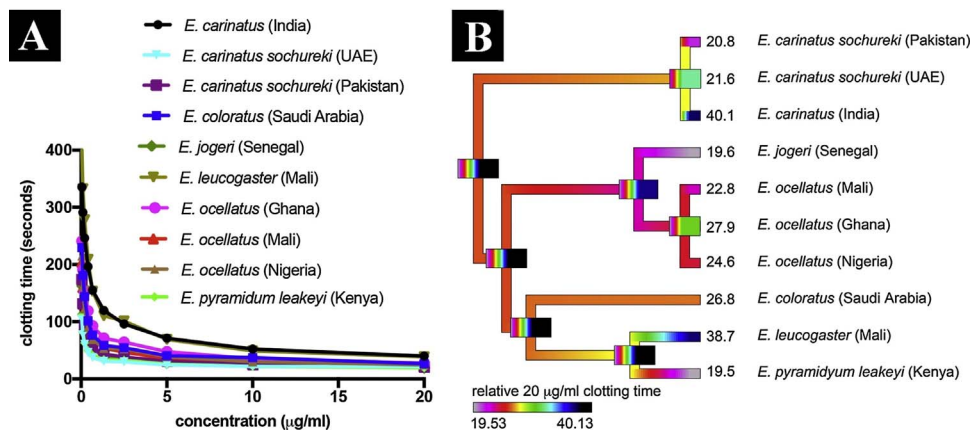 A
E. carinatus (India)
E. carinatus sochureki (UAE)
E. carinatus sochureki (Pakistan)
E. coloratus (Saudi Arabia)
E. jogeri (Senegal)
E. leucogaster (Mali)
E. ocellatus (Ghana)
E. ocellatus (Mali)
E. ocellatus (Nigeria)
E. pyramidum leakeyi (Kenya)
clotting time (seconds)
400
300
200
100
0
0
5
10
15
20
concentration (μg/ml)
B
20.8 E. carinatus sochureki (Pakistan)
21.6 E. carinatus sochureki (UAE)
40.1 E. carinatus (India)
19.6 E. jogeri (Senegal)
22.8 E. ocellatus (Mali)
27.9 E. ocellatus (Ghana)
24.6 E. ocellatus (Nigeria)
26.8 E. coloratus (Saudi Arabia)
38.7 E. leucogaster (Mali)
19.5 E. pyramidyum leakeyi (Kenya)
relative 20 μg/ml clotting time
19.53 40.13